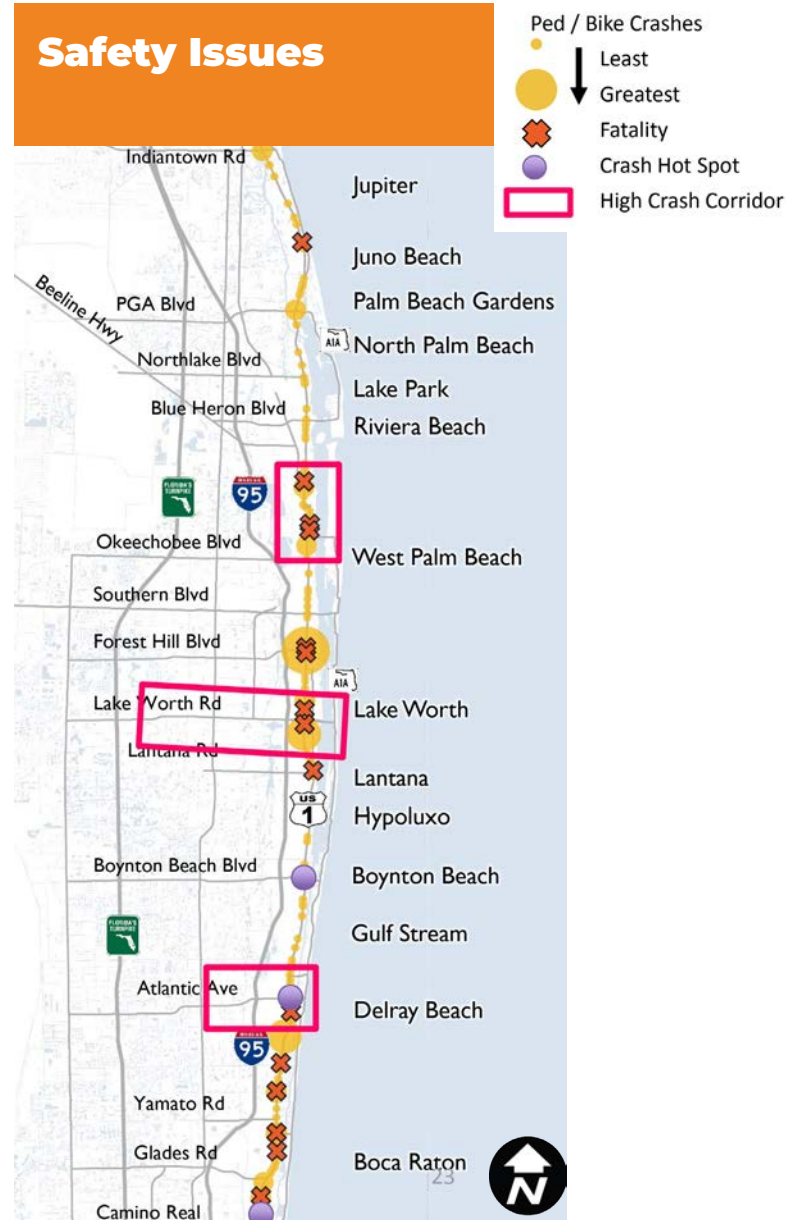 Safety Issues
Ped / Bike Crashes
Least
Greatest
Fatality
Crash Hot Spot
High Crash Corridor
Indiantown Rd
Jupiter
Juno Beach
Beeline Hwy
PGA Blvd
Palm Beach Gardens
A1A
North Palm Beach
Northlake Blvd
Lake Park
Blue Heron Blvd
Riviera Beach
FLORIDA'S TURNPIKE
95
Okeechobee Blvd
West Palm Beach
Southern Blvd
Forest Hill Blvd
A1A
Lake Worth Rd
Lake Worth
Lantana Rd
Lantana
US
1
Hypoluxo
Boynton Beach Blvd
Boynton Beach
FLORIDA'S TURNPIKE
Gulf Stream
Atlantic Ave
Delray Beach
95
Yamato Rd
Glades Rd
Boca Raton
23
Camino Real
N